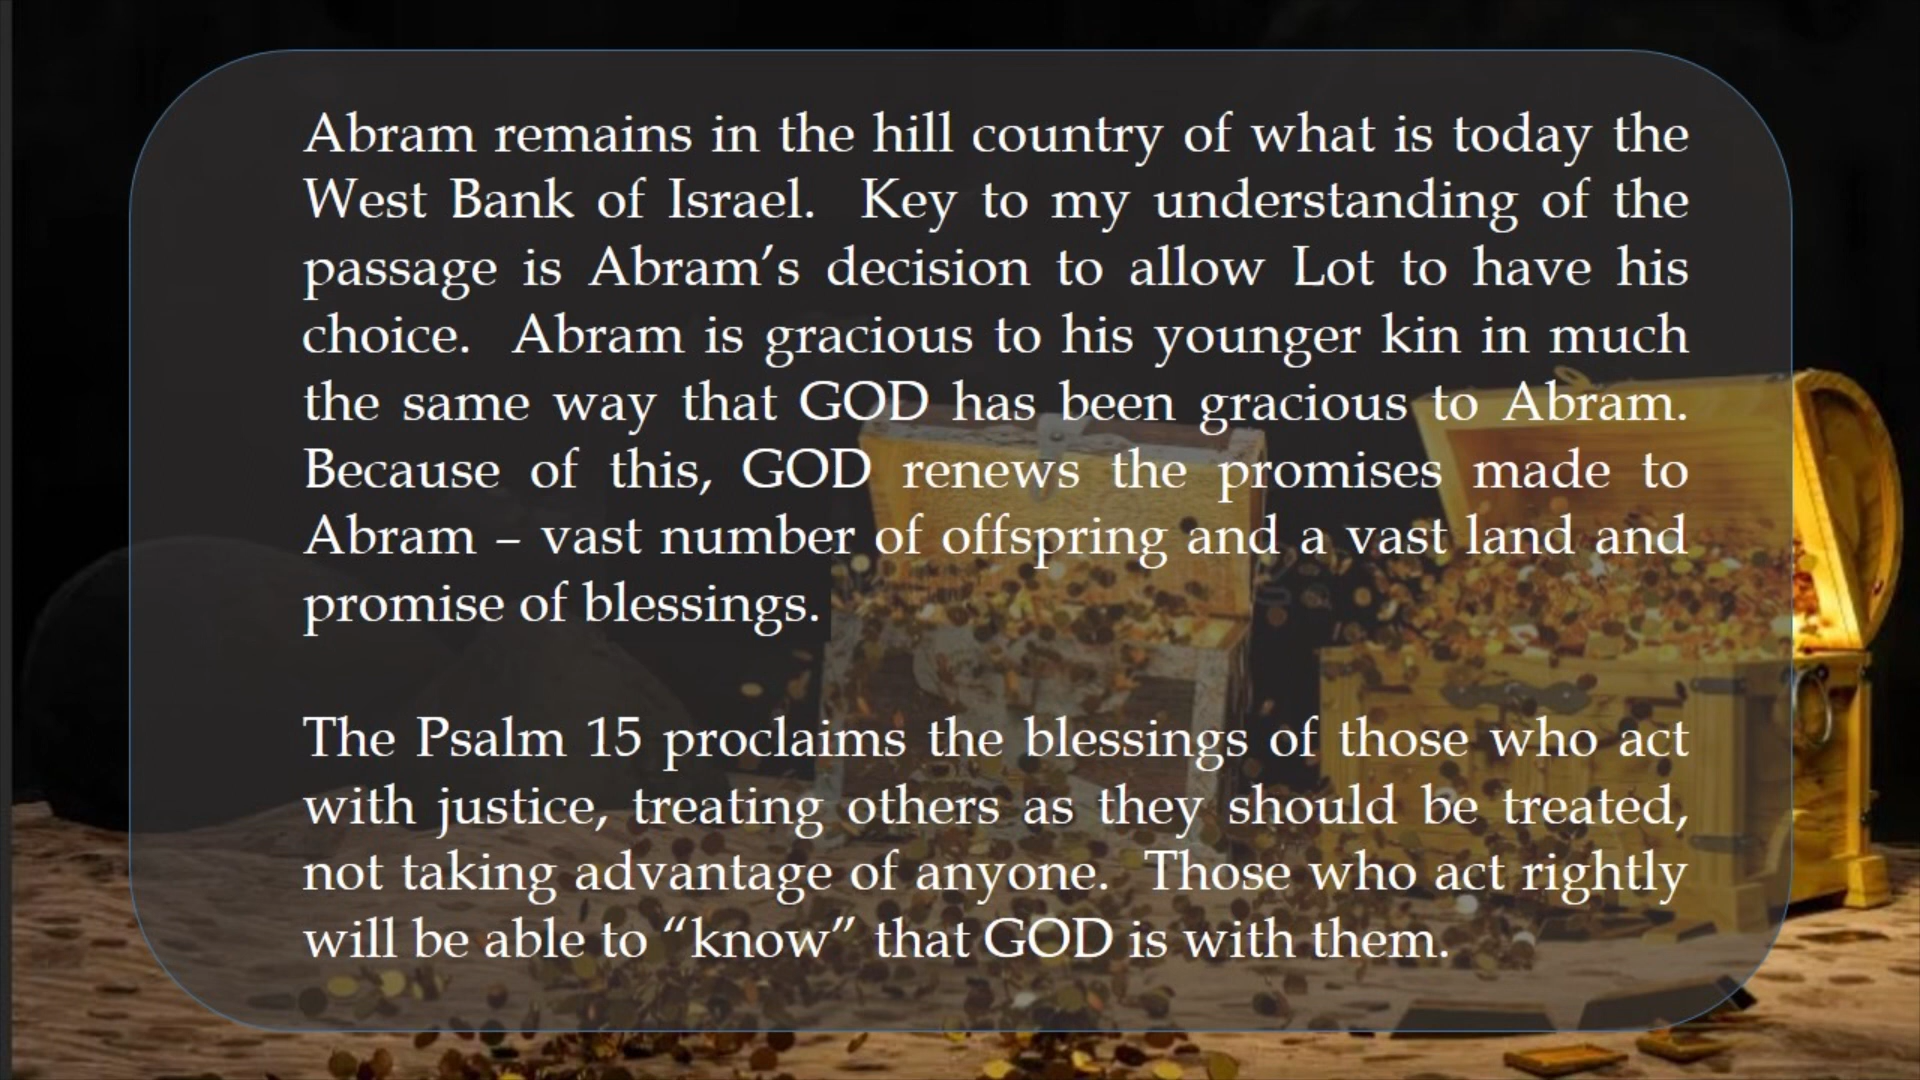 Abram remains in the hill country of what is today the
West Bank of Israel.  Key to my understanding of the
passage is Abram’s decision to allow Lot to have his
choice.  Abram is gracious to his younger kin in much
the same way that GOD has been gracious to Abram.
Because of this, GOD renews the promises made to
Abram – vast number of offspring and a vast land and
promise of blessings.
The Psalm 15 proclaims the blessings of those who act
with justice, treating others as they should be treated,
not taking advantage of anyone.  Those who act rightly
will be able to “know” that GOD is with them.